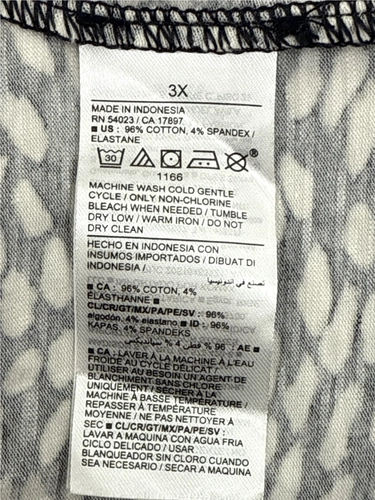 3X
MADE IN INDONESIA
RN 54023 / CA 17897
■ US : 96% COTTON, 4% SPANDEX /
ELASTANE
30
®
1166
MACHINE WASH COLD GENTLE
CYCLE / ONLY NON-CHLORINE
BLEACH WHEN NEEDED / TUMBLE
DRY LOW / WARM IRON / DO NOT
DRY CLEAN
HECHO EN INDONESIA CON
INSUMOS IMPORTADOS / DIBUAT DI
INDONESIA /
تصنع في اندونيسيا
■ CA : 96% COTON, 4%
ÉLASTHANNE ■
CL/CR/GT/MX/PA/PE/SV : 96%
algodón, 4% elastano ■ ID : 96%
KAPAS, 4% SPANDEKS
■ AE : 96 % قطن 4 % سباندیکس
■ CA : LAVER À LA MACHINE À L'EAU
FROIDE AU CYCLE DÉLICAT /
UTILISER AU BESOIN UN AGENT DE
BLANCHIMENT SANS CHLORE
UNIQUEMENT / SÉCHER À LA
MACHINE À BASSE TEMPÉRATURE /
REPASSER À TEMPÉRATURE
MOYENNE / NE PAS NETTOYER À
SEC ■ CL/CR/GT/MX/PA/PE/SV :
LAVAR A MAQUINA CON AGUA FRIA
CICLO DELICADO / USAR
BLANQUEADOR SIN CLORO CUANDO
SEA NECESARIO / SECAR A MAQUINA